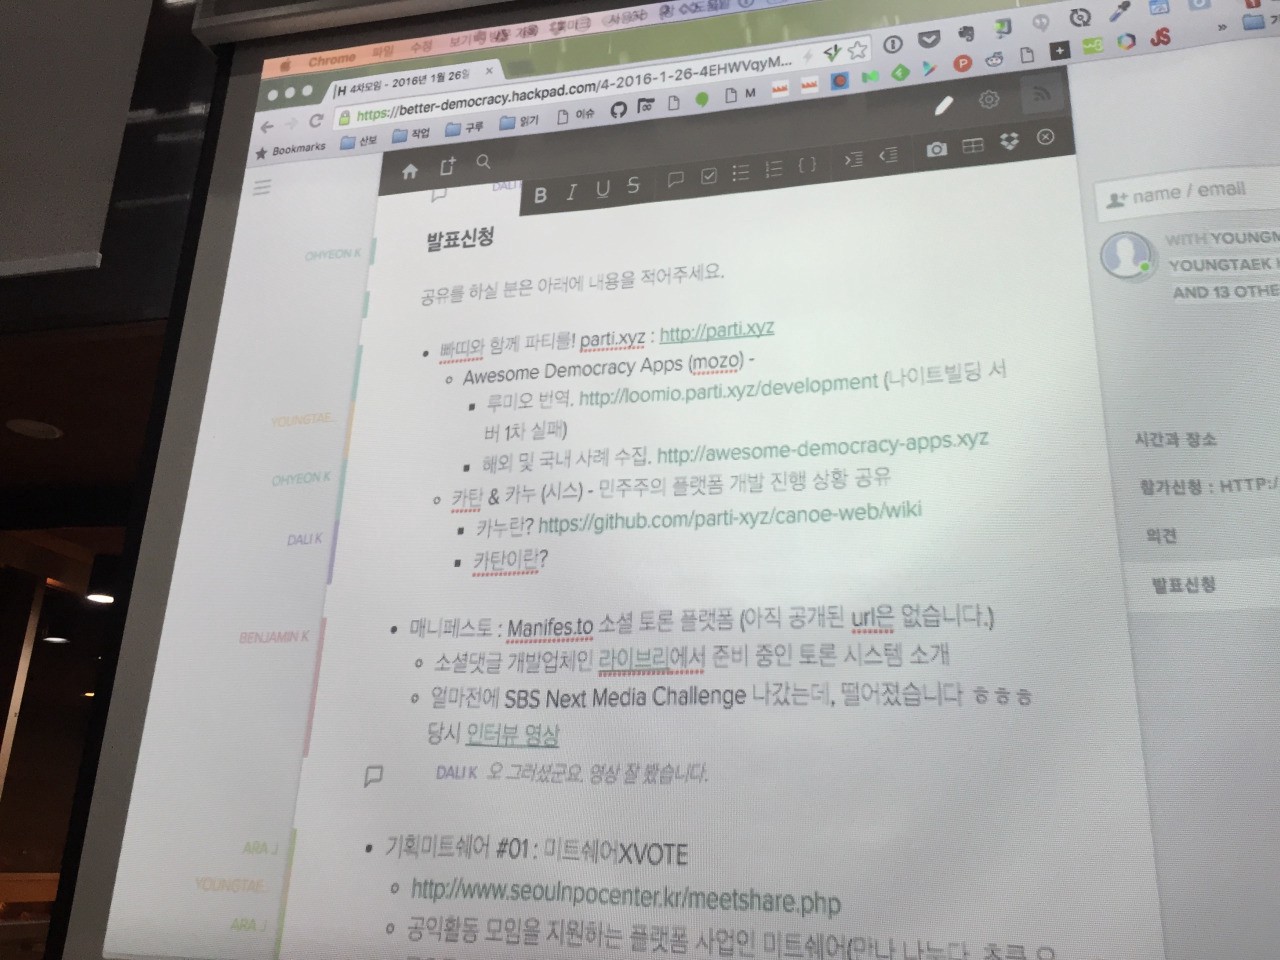 Chrome 파일 수정 보기
4차모임 - 2016년 1월 26일
https://better-democracy.hackpad.com/4-2016-1-26-4EHWVqyM...
Bookmarks 산보 작업 구루 읽기 이슈 M
DALI
B I U S
name / email
OHYEON K
발표신청
WITH YOUNGM
YOUNGTAEK
AND 13 OTHE
공유를 하실 분은 아래에 내용을 적어주세요.
빠띠와 함께 파티를! parti.xyz : http://parti.xyz
Awesome Democracy Apps (mozo) -
루미오 번역. http://loomio.parti.xyz/development (나이트빌딩 서
버 1차 실패)
YOUNGTAE..
해외 및 국내 사례 수집. http://awesome-democracy-apps.xyz
시간과 장소
OHYEON K
카탄 & 카누 (시스) - 민주주의 플랫폼 개발 진행 상황 공유
참가신청 : HTTP:/
DALI K
카누란? https://github.com/parti-xyz/canoe-web/wiki
의견
카탄이란?
발표신청
BENJAMIN K
매니페스토 : Manifes.to 소셜 토론 플랫폼 (아직 공개된 url은 없습니다.)
소셜댓글 개발업체인 라이브리에서 준비 중인 토론 시스템 소개
얼마전에 SBS Next Media Challenge 나갔는데, 떨어졌습니다 ㅎㅎㅎ
당시 인터뷰 영상
DALI K 오 그러셨군요. 영상 잘 봤습니다.
ARA J
기획미트쉐어 #01 : 미트쉐어XVOTE
YOUNGTAE..
http://www.seoulnpocenter.kr/meetshare.php
ARA J
공익활동 모임을 지원하는 플랫폼 사업인 미트쉐어(만나 나누다